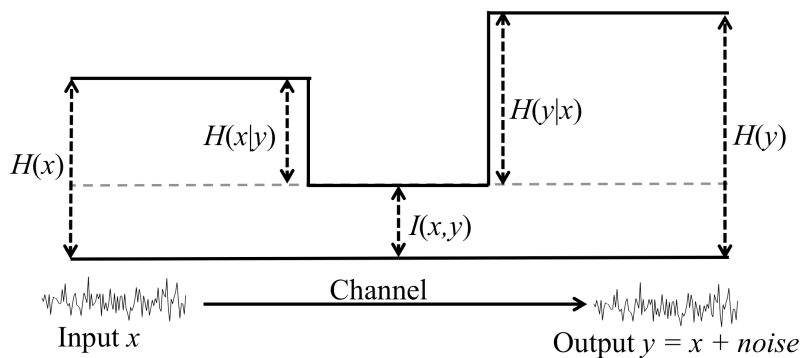 H(x)
H(x|y)
H(y|x)
H(y)
I(x,y)
Channel
Input x
Output y = x + noise